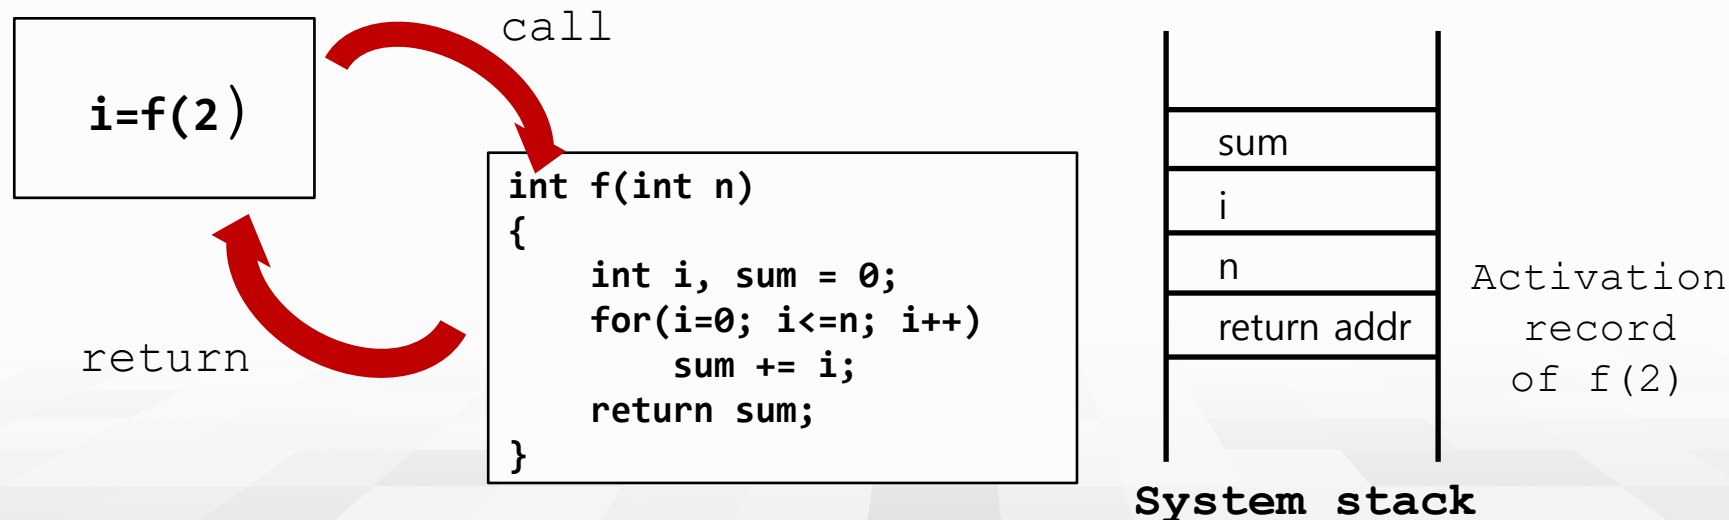 call
i=f(2)
return
int f(int n)
{
    int i, sum = 0;
    for(i=0; i<=n; i++)
        sum += i;
    return sum;
}
sum
i
n
return addr
Activation
record
of f(2)
System stack